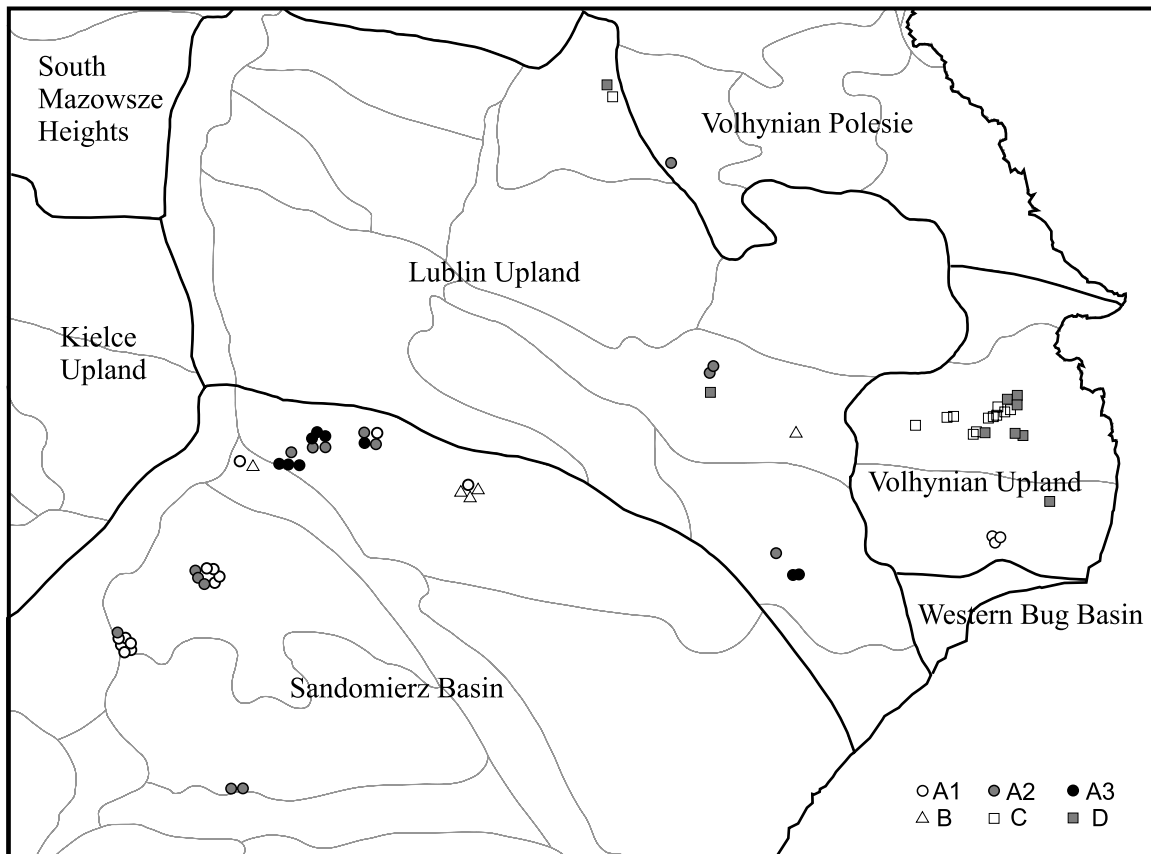 South
Mazowsze
Heights
Volhynian Polesie
Lublin Upland
Kielce
Upland
Volhynian Upland
Western Bug Basin
Sandomierz Basin
A1 A2 A3
B C D